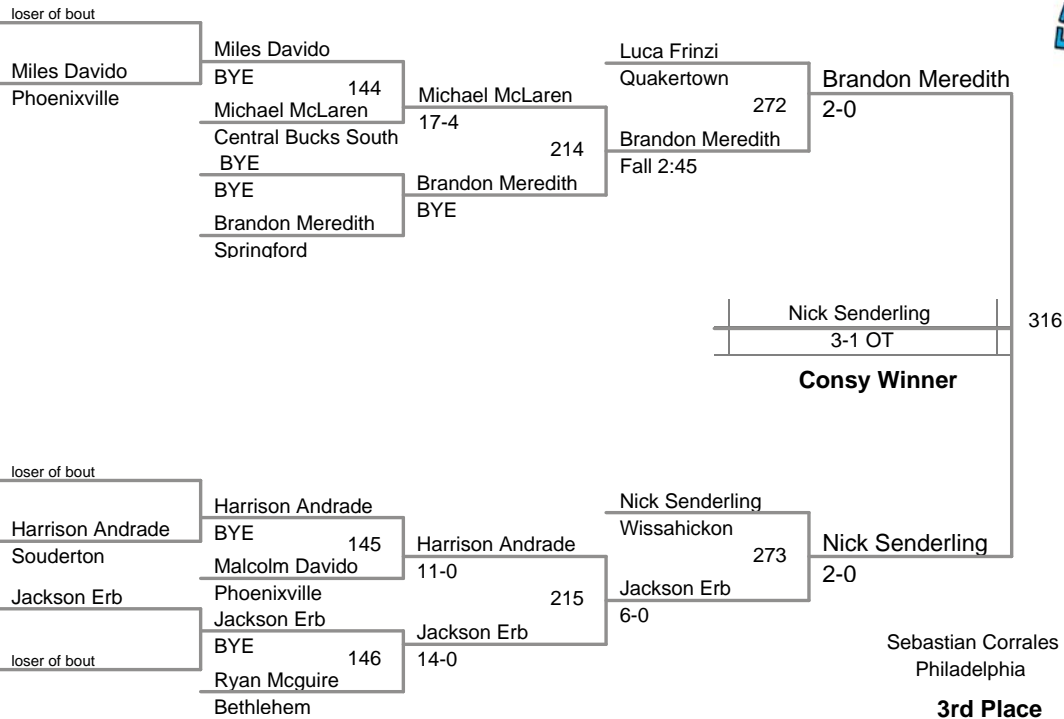 loser of bout
Miles Davido
Phoenixville
Miles Davido
BYE
144
Michael McLaren
Central Bucks South
BYE
BYE
Brandon Meredith
Springford
Michael McLaren
17-4
214
Brandon Meredith
BYE
Luca Frinzi
Quakertown
272
Brandon Meredith
Fall 2:45
Brandon Meredith
2-0
Nick Senderling
3-1 OT
316
Consy Winner
loser of bout
Harrison Andrade
Souderton
Jackson Erb
loser of bout
Harrison Andrade
BYE
145
Malcolm Davido
Phoenixville
Jackson Erb
BYE
146
Ryan Mcguire
Bethlehem
Harrison Andrade
11-0
215
Jackson Erb
14-0
Nick Senderling
Wissahickon
273
Jackson Erb
6-0
Nick Senderling
2-0
Sebastian Corrales
Philadelphia
3rd Place